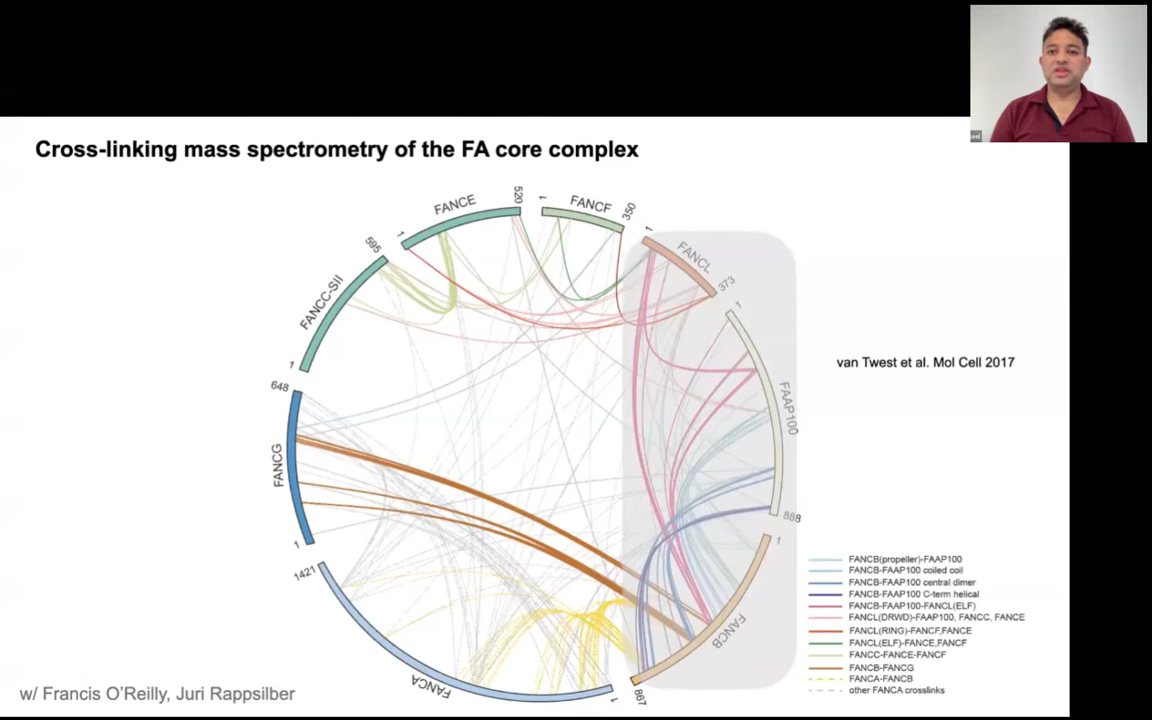 Cross-linking mass spectrometry of the FA core complex
FANCE
520
1
FANCF
350
1
FANCL
373
595
1
FANCC-SII
1
1
FAAP100
888
648
FANCG
1
1
FANCB
867
1421
FANCA
1
van Twest et al. Mol Cell 2017
FANCB(propeller)-FAAP100
FANCB-FAAP100 coiled coil
FANCB-FAAP100 central dimer
FANCB-FAAP100 C-term helical
FANCB-FAAP100-FANCL(ELF)
FANCL(DRWD)-FAAP100, FANCC, FANCE
FANCL(RING)-FANCF,FANCE
FANCL(ELF)-FANCE,FANCF
FANCC-FANCE-FANCF
FANCB-FANCG
FANCA-FANCB
other FANCA crosslinks
w/ Francis O'Reilly, Juri Rappsilber